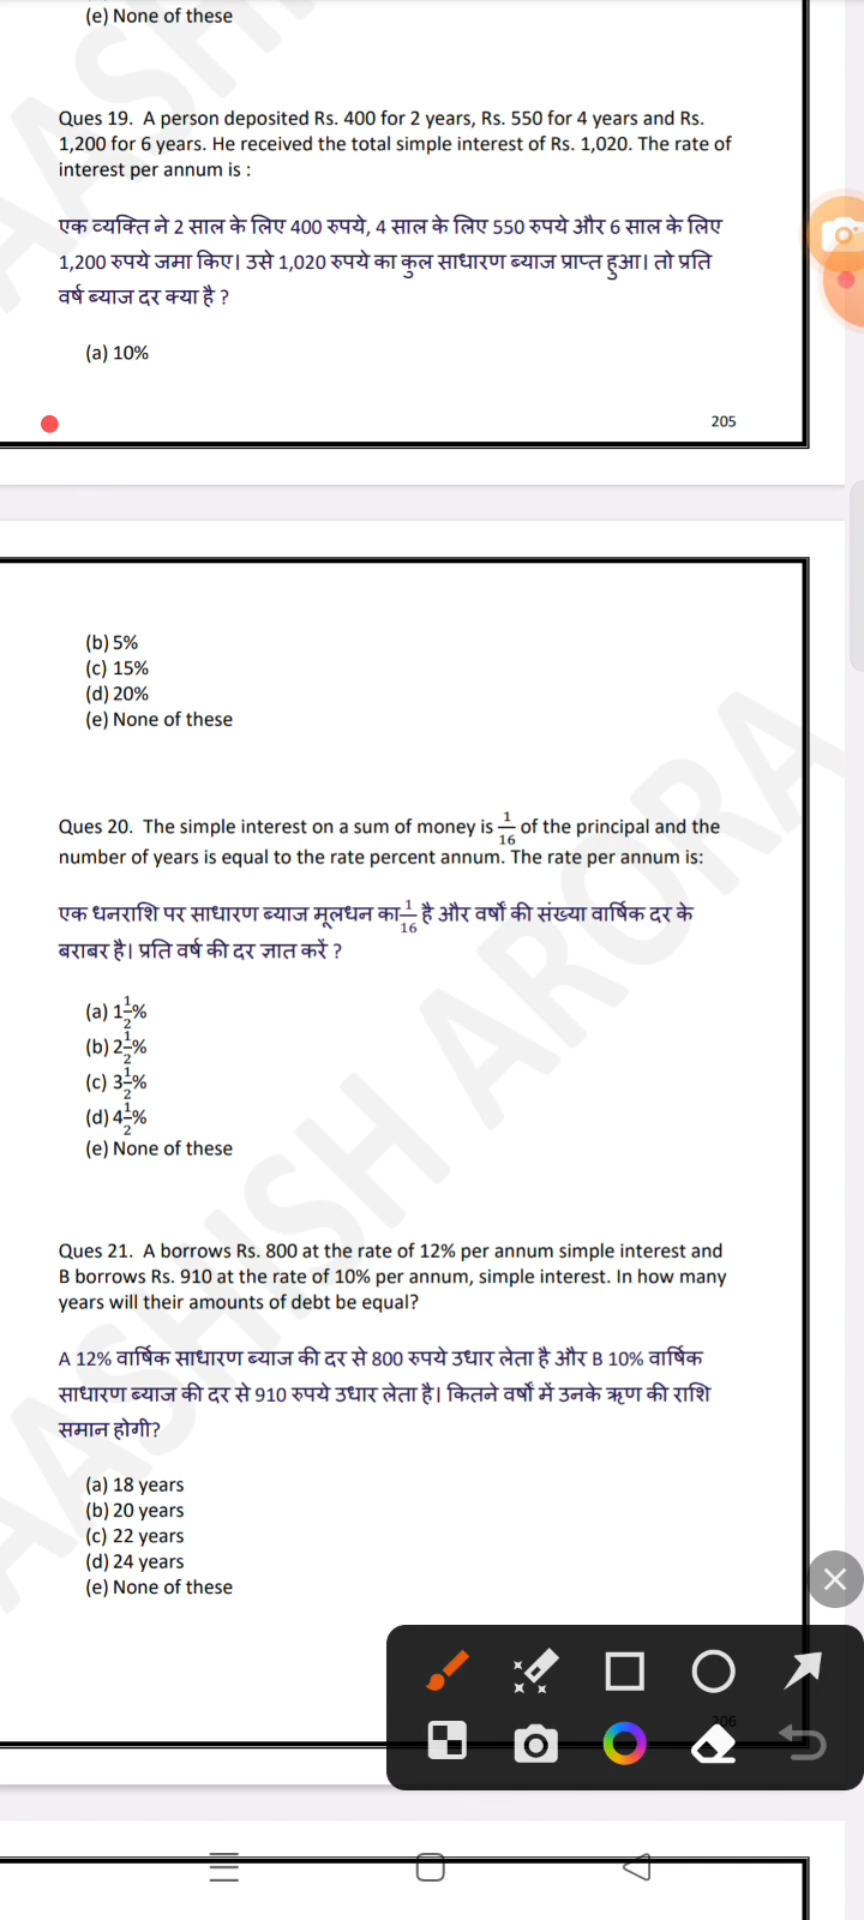 (e) None of these
Ques 19. A person deposited Rs. 400 for 2 years, Rs. 550 for 4 years and Rs.
1,200 for 6 years. He received the total simple interest of Rs. 1,020. The rate of
interest per annum is :
एक व्यक्ति ने 2 साल के लिए 400 रुपये, 4 साल के लिए 550 रुपये और 6 साल के लिए
1,200 रुपये जमा किए। उसे 1,020 रुपये का कुल साधारण ब्याज प्राप्त हुआ। तो प्रति
वर्ष ब्याज दर क्या है ?
(a) 10%
205
(b) 5%
(c) 15%
(d) 20%
(e) None of these
Ques 20. The simple interest on a sum of money is 1/16 of the principal and the
number of years is equal to the rate percent annum. The rate per annum is:
एक धनराशि पर साधारण ब्याज मूलधन का 1/16 है और वर्षों की संख्या वार्षिक दर के
बराबर है। प्रति वर्ष की दर ज्ञात करें ?
(a) 1 1/2%
(b) 2 1/2%
(c) 3 1/2%
(d) 4 1/2%
(e) None of these
Ques 21. A borrows Rs. 800 at the rate of 12% per annum simple interest and
B borrows Rs. 910 at the rate of 10% per annum, simple interest. In how many
years will their amounts of debt be equal?
A 12% वार्षिक साधारण ब्याज की दर से 800 रुपये उधार लेता है और B 10% वार्षिक
साधारण ब्याज की दर से 910 रुपये उधार लेता है। कितने वर्षों में उनके ऋण की राशि
समान होगी?
(a) 18 years
(b) 20 years
(c) 22 years
(d) 24 years
(e) None of these
206
AASHISH ARORA